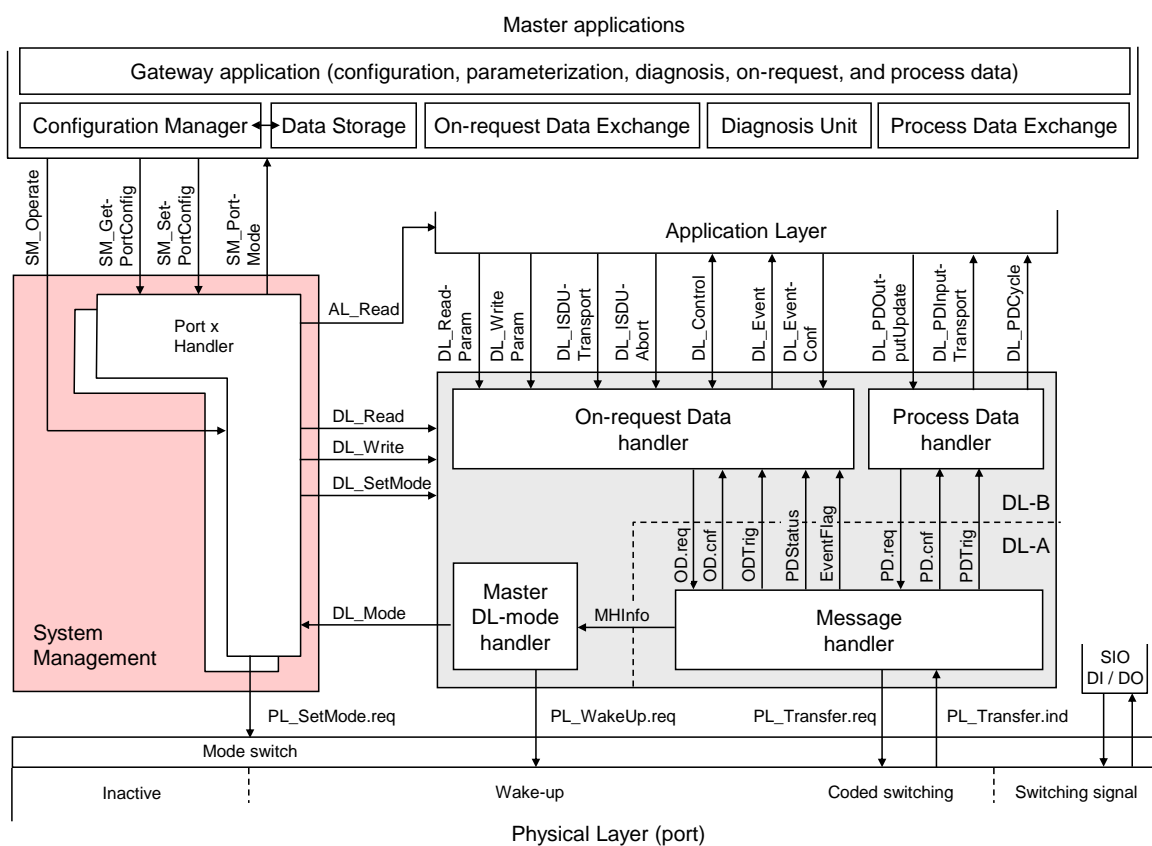 Master applications
Gateway application (configuration, parameterization, diagnosis, on-request, and process data)
Configuration Manager
Data Storage
On-request Data Exchange
Diagnosis Unit
Process Data Exchange
SM_Operate
SM_Get-
PortConfig
SM_Set-
PortConfig
SM_Port-
Mode
Application Layer
Port x
Handler
AL_Read
DL_Read-
Param
DL_Write
Param
DL_ISDU-
Transport
DL_ISDU-
Abort
DL_Control
DL_Event
DL_Event-
Conf
DL_PDOut-
putUpdate
DL_PDInput-
Transport
DL_PDCycle
DL_Read
DL_Write
DL_SetMode
On-request Data
handler
Process Data
handler
DL-B
DL-A
OD.req
OD.cnf
ODTrig
PDStatus
EventFlag
PD.req
PD.cnf
PDTrig
System
Management
DL_Mode
Master
DL-mode
handler
MHInfo
Message
handler
SIO
DI / DO
PL_SetMode.req
PL_WakeUp.req
PL_Transfer.req
PL_Transfer.ind
Mode switch
Inactive
Wake-up
Coded switching
Switching signal
Physical Layer (port)